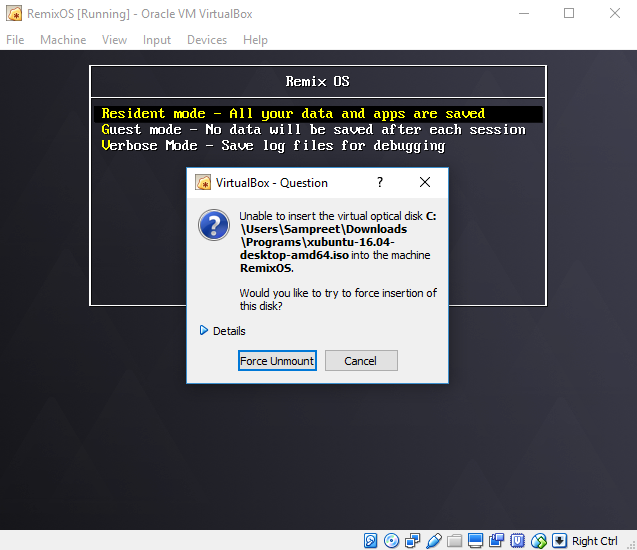 RemixOS [Running] - Oracle VM VirtualBox
File Machine View Input Devices Help
Remix OS
Resident mode - All your data and apps are saved
Guest mode - No data will be saved after each session
Verbose Mode - Save log files for debugging
VirtualBox - Question
?
Unable to insert the virtual optical disk C:
\Users\Sampreet\Downloads
\Programs\xubuntu-16.04-
desktop-amd64.iso into the machine
RemixOS.
Would you like to try to force insertion of
this disk?
Details
Force Unmount Cancel
Right Ctrl